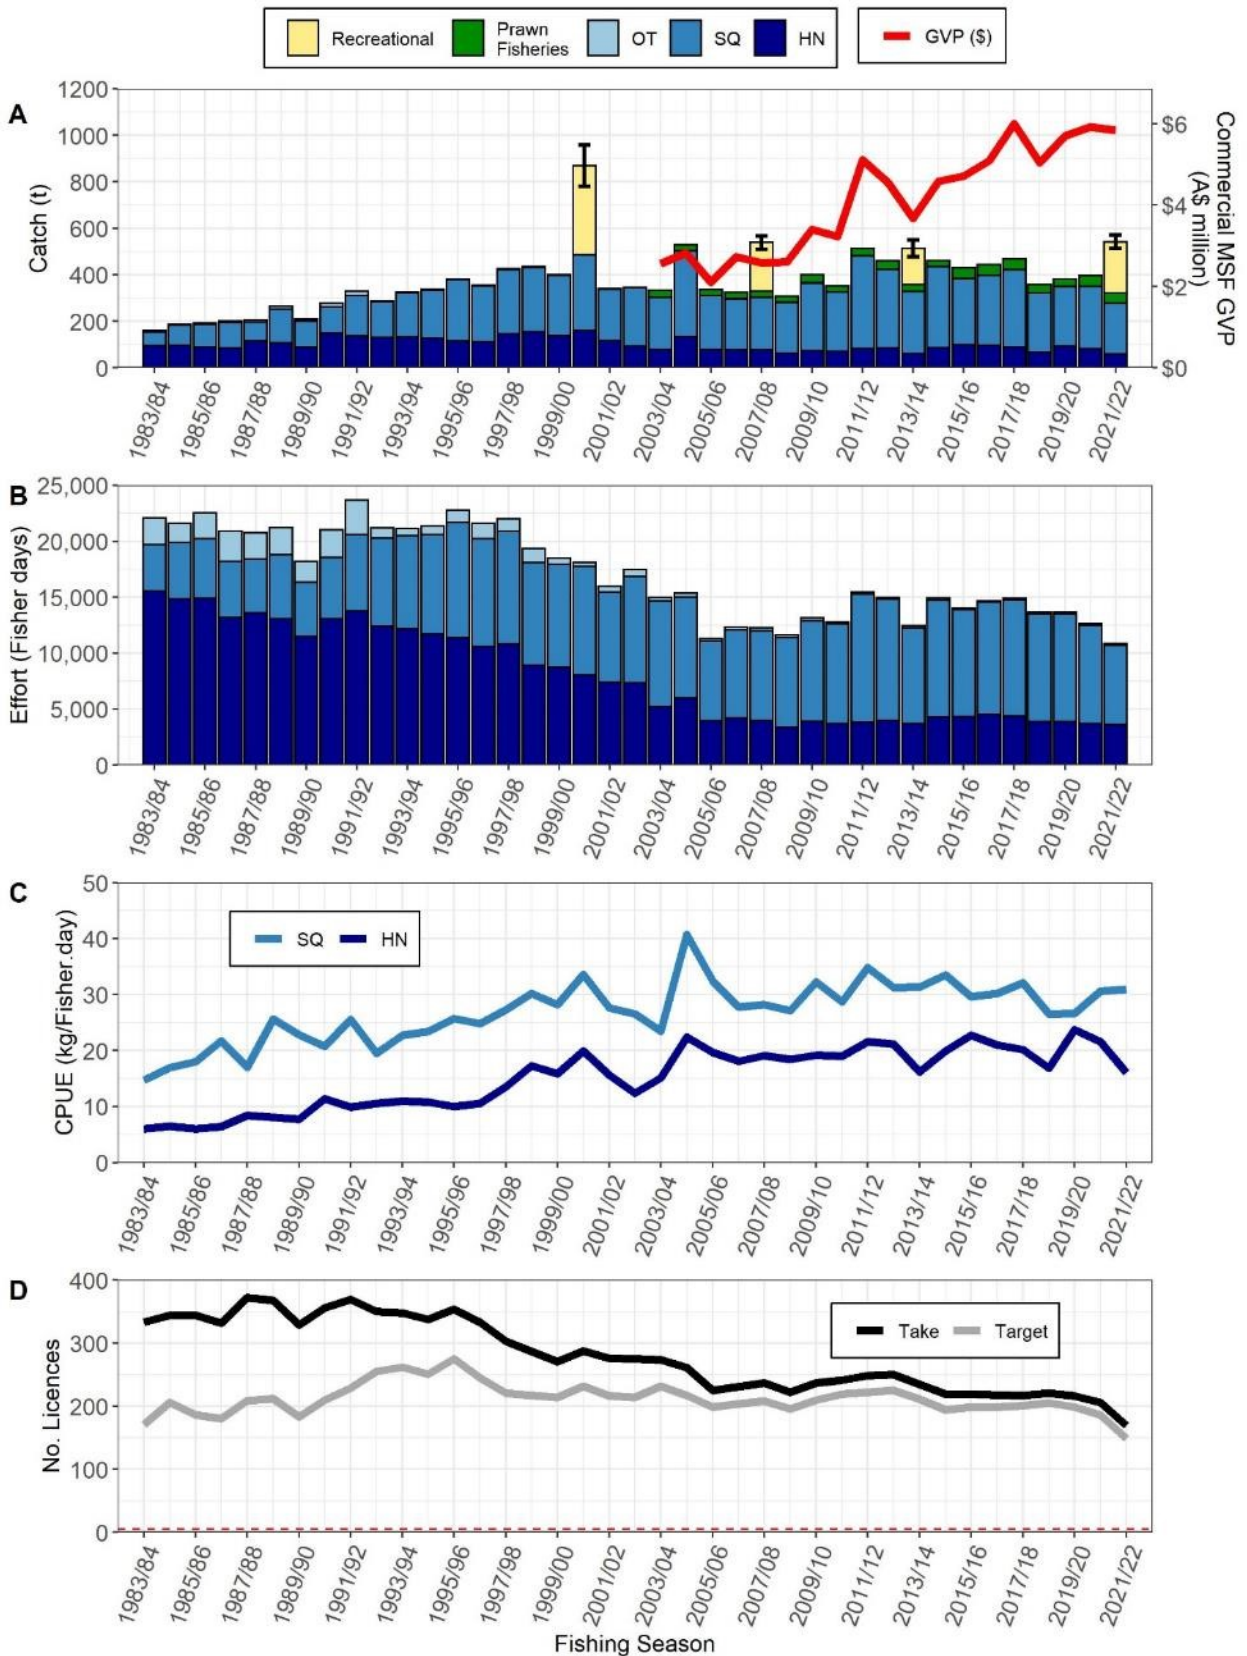 Recreational
Prawn
Fisheries
OT
SQ
HN
GVP ($)
A
1200
1000
800
600
400
200
0
Catch (t)
$6
$4
$2
$0
Commercial MSF GVP
(A$ million)
1983/84 1985/86 1987/88 1989/90 1991/92 1993/94 1995/96 1997/98 1999/00 2001/02 2003/04 2005/06 2007/08 2009/10 2011/12 2013/14 2015/16 2017/18 2019/20 2021/22
B
25,000
20,000
15,000
10,000
5,000
0
Effort (Fisher days)
1983/84 1985/86 1987/88 1989/90 1991/92 1993/94 1995/96 1997/98 1999/00 2001/02 2003/04 2005/06 2007/08 2009/10 2011/12 2013/14 2015/16 2017/18 2019/20 2021/22
C
50
40
30
20
10
0
CPUE (kg/Fisher.day)
SQ HN
1983/84 1985/86 1987/88 1989/90 1991/92 1993/94 1995/96 1997/98 1999/00 2001/02 2003/04 2005/06 2007/08 2009/10 2011/12 2013/14 2015/16 2017/18 2019/20 2021/22
D
400
300
200
100
0
No. Licences
Take Target
1983/84 1985/86 1987/88 1989/90 1991/92 1993/94 1995/96 1997/98 1999/00 2001/02 2003/04 2005/06 2007/08 2009/10 2011/12 2013/14 2015/16 2017/18 2019/20 2021/22
Fishing Season